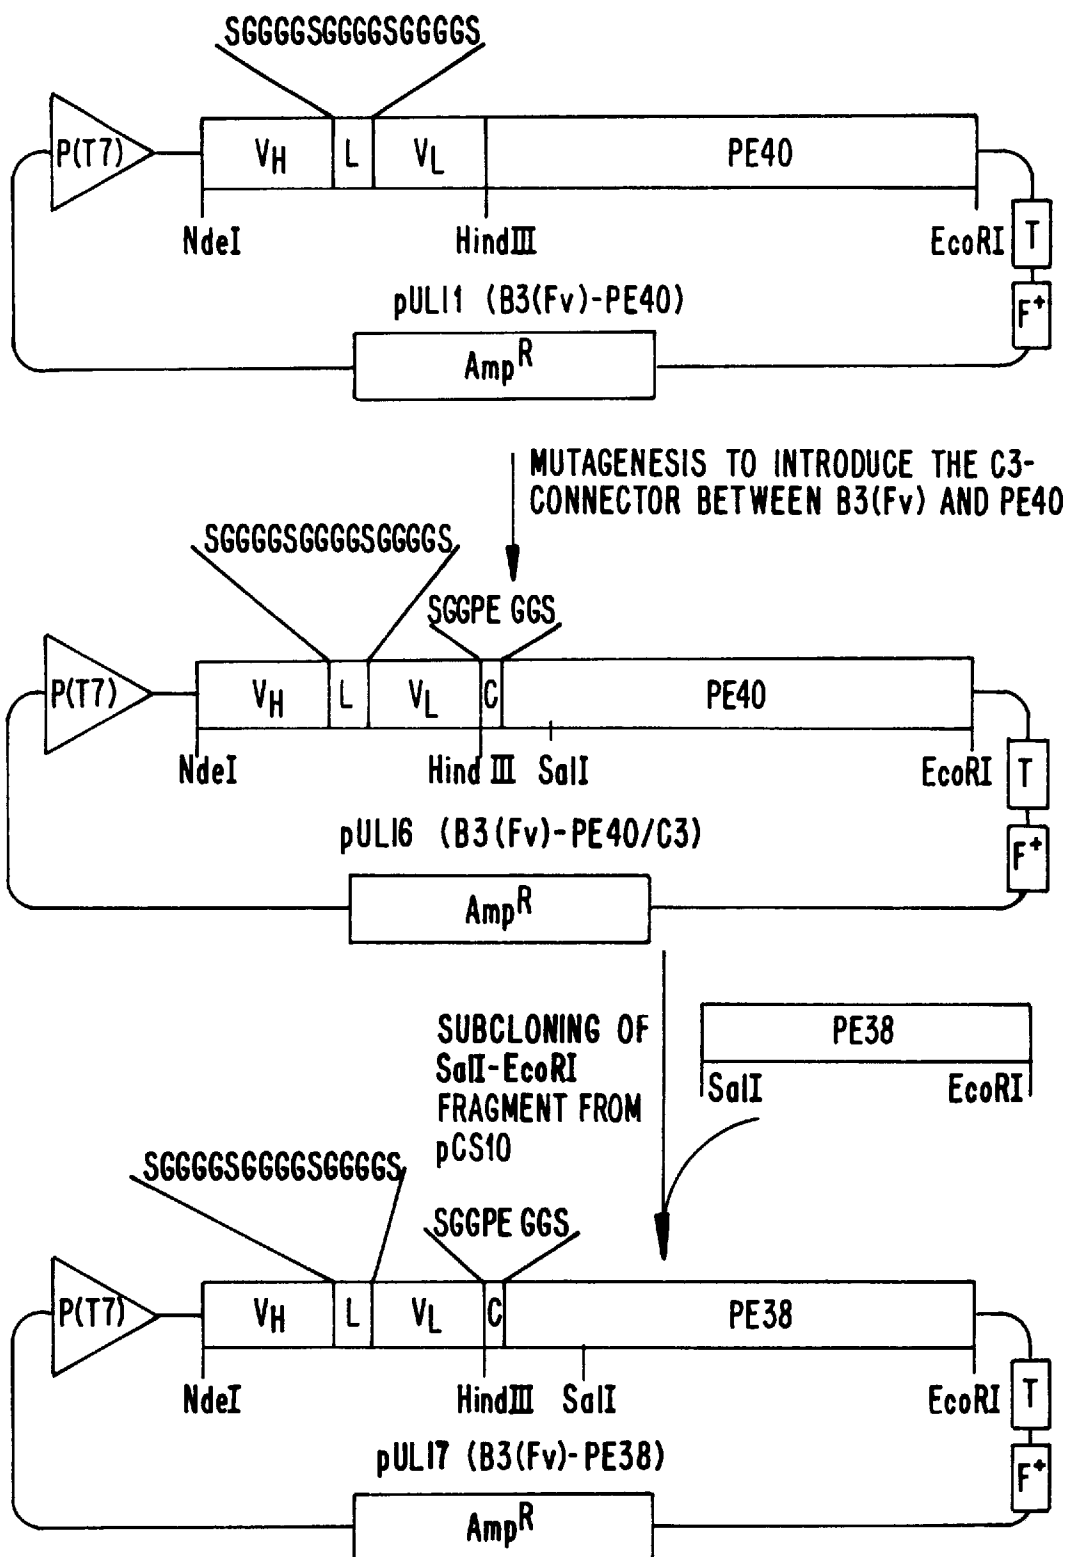 SGGGGSGGGGSGGGGS
P(T7) VH L VL PE40
NdeI HindIII EcoRI T
pULI1 (B3(Fv)-PE40) F+
AmpR
MUTAGENESIS TO INTRODUCE THE C3-
CONNECTOR BETWEEN B3(Fv) AND PE40
SGGGGSGGGGSGGGGS
SGGPE GGS
P(T7) VH L VL C PE40
NdeI Hind III SalI EcoRI T
pULI6 (B3(Fv)-PE40/C3) F+
AmpR
SUBCLONING OF
SalI-EcoRI
FRAGMENT FROM
pCS10
PE38
SalI EcoRI
SGGGGSGGGGSGGGGS
SGGPE GGS
P(T7) VH L VL C PE38
NdeI HindIII SalI EcoRI T
pULI7 (B3(Fv)-PE38) F+
AmpR